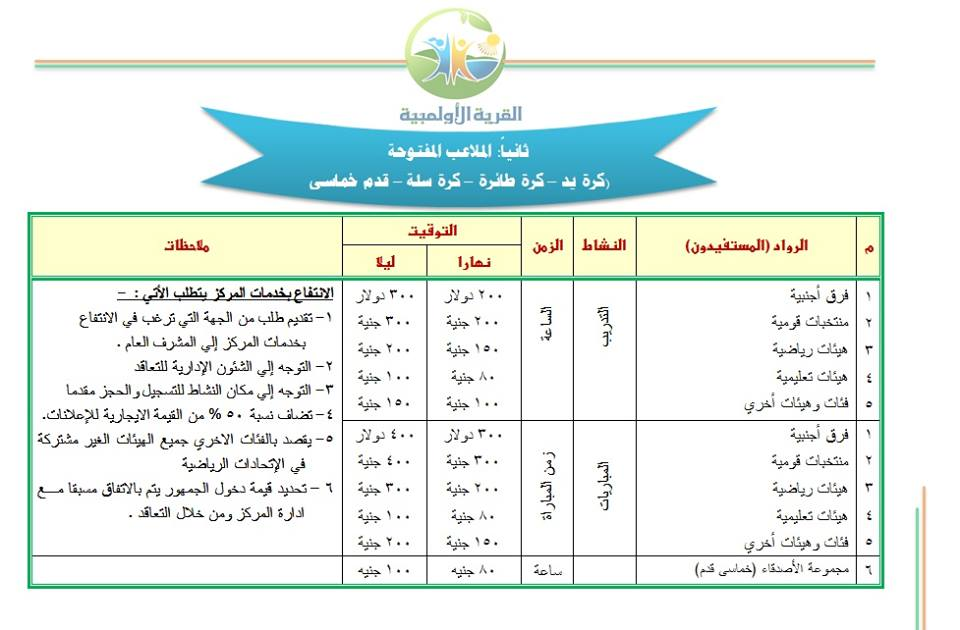 القرية الأولمبية
ثانياً: الملاعب المفتوحة
(كرة يد – كرة طائرة – كرة سلة – قدم خماسى
م الرواد (المستفيدون) النشاط الزمن التوقيت ملاحظات
نهارا ليلا
١ فرق أجنبية ٢٠٠ دولار ٣٠٠ دولار
٢ منتخبات قومية ٢٠٠ جنية ٣٠٠ جنية
٣ هيئات رياضية ١٥٠ جنية ٢٠٠ جنية
٤ هيئات تعليمية ٨٠ جنية ١٠٠ جنية
٥ فئات وهيئات أخري ١٠٠ جنية ١٥٠ جنية
التدريب
الساعة
١ فرق أجنبية ٣٠٠ دولار ٤٠٠ دولار
٢ منتخبات قومية ٣٠٠ جنية ٤٠٠ جنية
٣ هيئات رياضية ٢٠٠ جنية ٣٠٠ جنية
٤ هيئات تعليمية ٨٠ جنية ١٠٠ جنية
٥ فئات وهيئات أخري ١٥٠ جنية ٢٠٠ جنية
المباريات
زمن المباراة
٦ مجموعة الأصدقاء (خماسى قدم) ساعة ٨٠ جنيه ١٠٠ جنيه
الانتفاع بخدمات المركز يتطلب الأتي : –
١- تقديم طلب من الجهة التي ترغب في الانتفاع
بخدمات المركز إلي المشرف العام .
٢- التوجه إلي الشئون الإدارية للتعاقد
٣- التوجه إلي مكان النشاط للتسجيل والحجز مقدما
٤- تضاف نسبة ٥٠ % من القيمة الايجارية للإعلانات.
٥- يقصد بالفئات الاخري جميع الهيئات الغير مشتركة
في الإتحادات الرياضية
٦- تحديد قيمة دخول الجمهور يتم بالاتفاق مسبقا مع
ادارة المركز ومن خلال التعاقد .